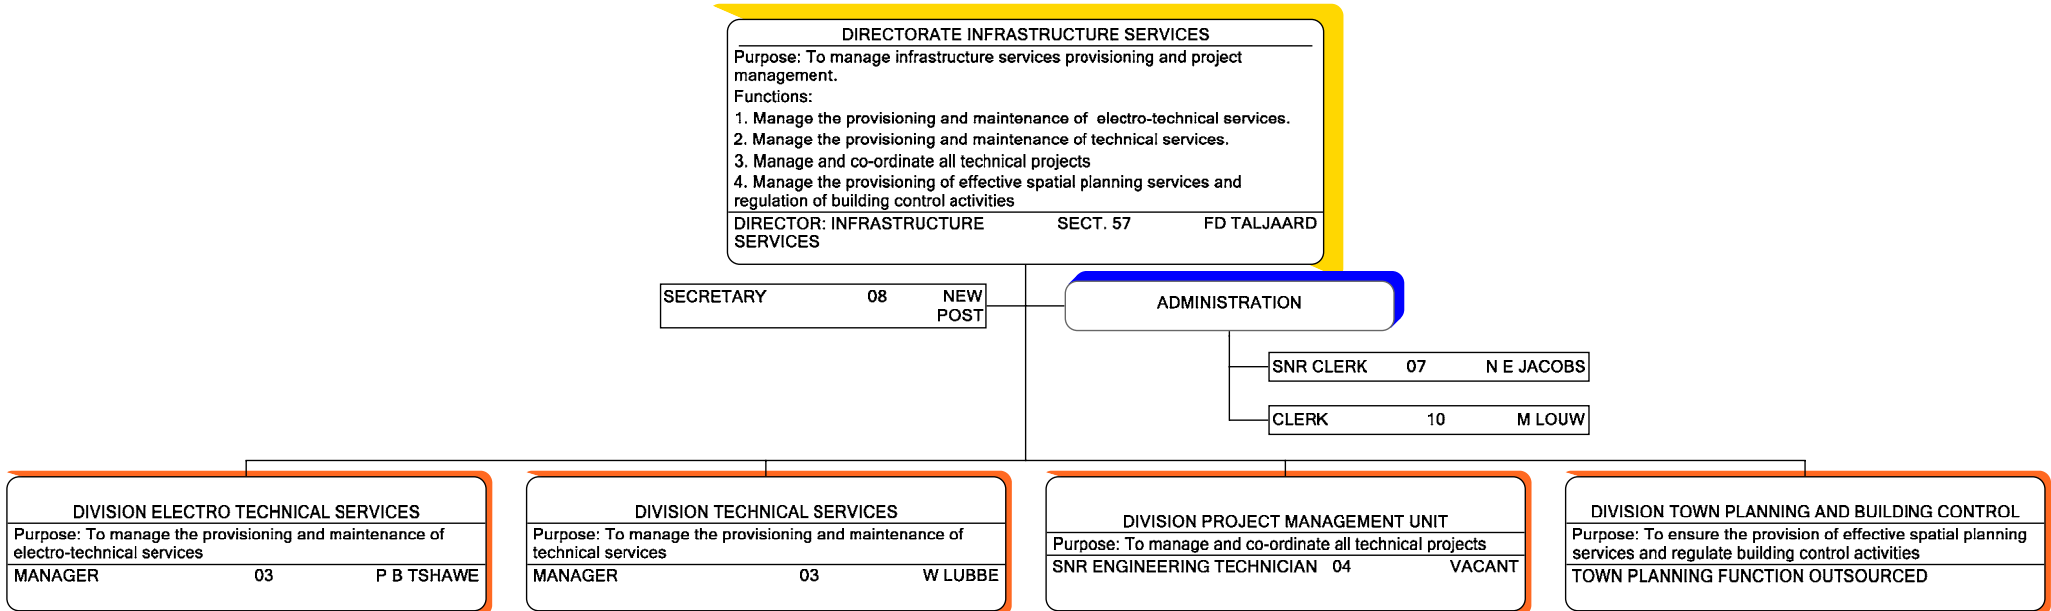 DIRECTORATE INFRASTRUCTURE SERVICES
Purpose: To manage infrastructure services provisioning and project
management.
Functions:
1. Manage the provisioning and maintenance of electro-technical services.
2. Manage the provisioning and maintenance of technical services.
3. Manage and co-ordinate all technical projects
4. Manage the provisioning of effective spatial planning services and
regulation of building control activities
DIRECTOR: INFRASTRUCTURE SECT. 57 FD TALJAARD
SERVICES
SECRETARY 08 NEW
POST
ADMINISTRATION
SNR CLERK 07 N E JACOBS
CLERK 10 M LOUW
DIVISION ELECTRO TECHNICAL SERVICES
Purpose: To manage the provisioning and maintenance of
electro-technical services
MANAGER 03 P B TSHAWE
DIVISION TECHNICAL SERVICES
Purpose: To manage the provisioning and maintenance of
technical services
MANAGER 03 W LUBBE
DIVISION PROJECT MANAGEMENT UNIT
Purpose: To manage and co-ordinate all technical projects
SNR ENGINEERING TECHNICIAN 04 VACANT
DIVISION TOWN PLANNING AND BUILDING CONTROL
Purpose: To ensure the provision of effective spatial planning
services and regulate building control activities
TOWN PLANNING FUNCTION OUTSOURCED